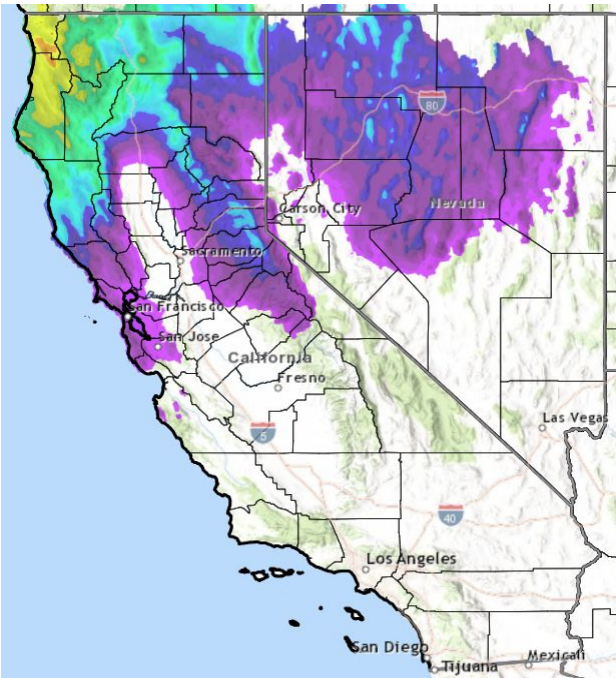 80
Nevada
Carson City
Sacramento
San Francisco
San Jose
California
Fresno
Las Vegas
5
40
Los Angeles
San Diego
Mexicali
Tijuana